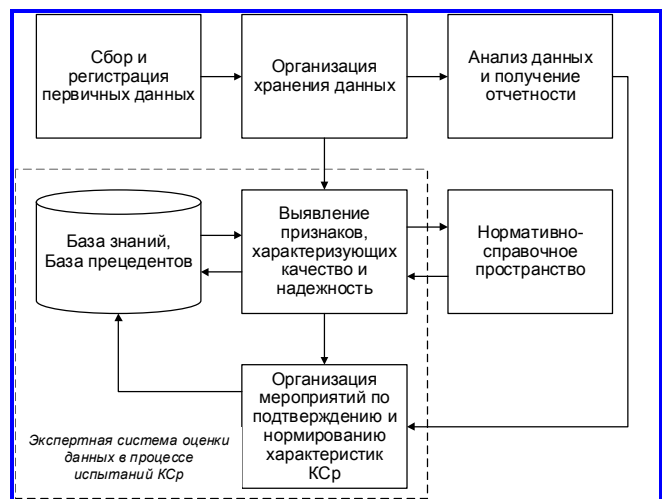 Сбор и
регистрация
первичных данных
Организация
хранения данных
Анализ данных
и получение
отчетности
База знаний,
База прецедентов
Выявление
признаков,
характеризующих
качество и
надежность
Нормативно-
справочное
пространство
Организация
мероприятий по
подтверждению и
нормированию
характеристик
КСр
Экспертная система оценки
данных в процессе
испытаний КСр